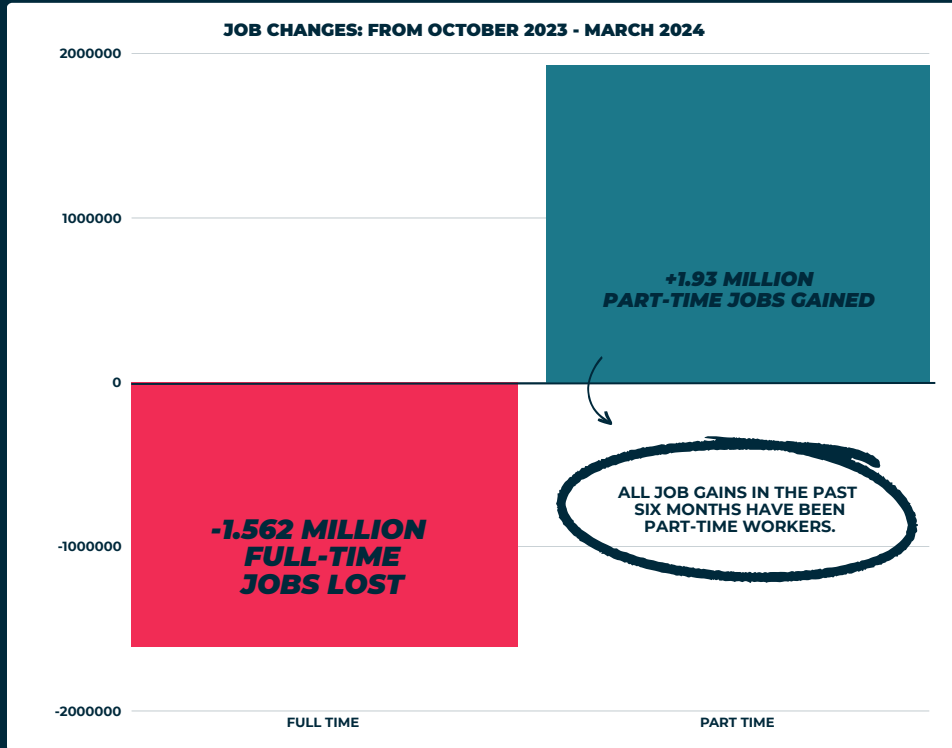 JOB CHANGES: FROM OCTOBER 2023 - MARCH 2024
2000000
1000000
+1.93 MILLION
PART-TIME JOBS GAINED
0
ALL JOB GAINS IN THE PAST
SIX MONTHS HAVE BEEN
PART-TIME WORKERS.
-1.562 MILLION
FULL-TIME
JOBS LOST
-1000000
-2000000
FULL TIME
PART TIME